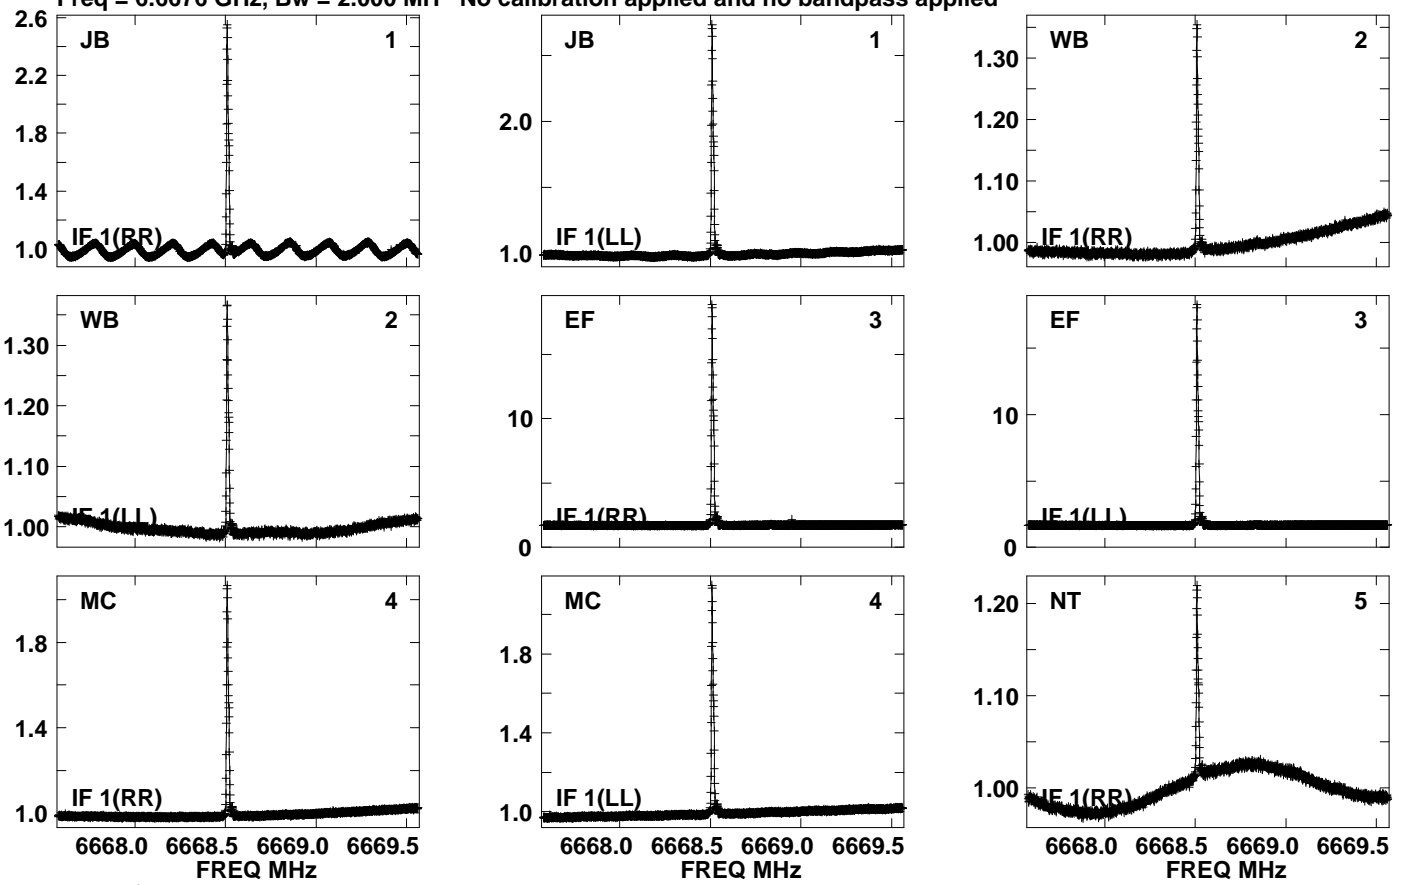 Freq = 6.6676 GHz, Bw = 2.000 MH No calibration applied and no bandpass applied
JB 1
2.6
2.2
1.8
1.4
1.0
IF 1(RR)
JB 1
2.0
1.0
IF 1(LL)
WB 2
1.30
1.20
1.10
1.00
IF 1(RR)
WB 2
1.30
1.20
1.10
1.00
IF 1(LL)
EF 3
10
0
IF 1(RR)
EF 3
10
0
IF 1(LL)
MC 4
1.8
1.4
1.0
IF 1(RR)
6668.0 6668.5 6669.0 6669.5
FREQ MHz
MC 4
1.8
1.4
1.0
IF 1(LL)
6668.0 6668.5 6669.0 6669.5
FREQ MHz
NT 5
1.20
1.10
1.00
IF 1(RR)
6668.0 6668.5 6669.0 6669.5
FREQ MHz